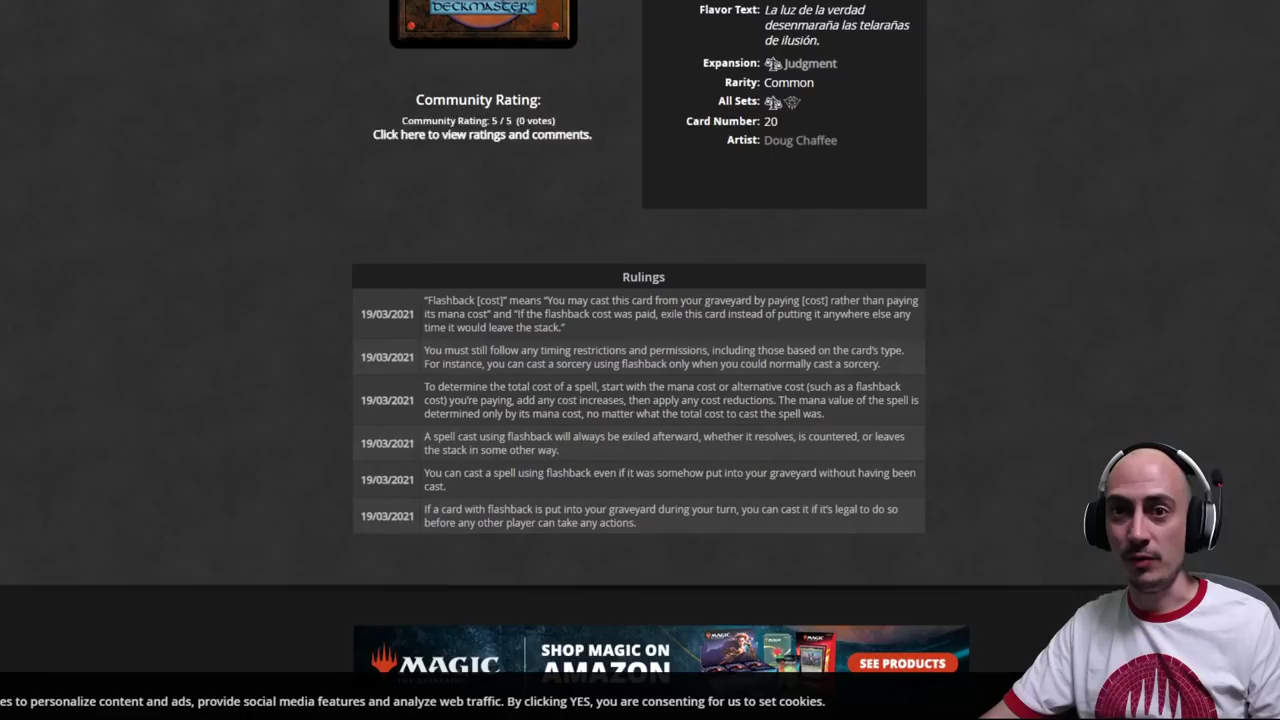 DECKMASTER
Flavor Text: La luz de la verdad
desenmaraña las telarañas
de ilusión.
Expansion: Judgment
Rarity: Common
All Sets:
Card Number: 20
Artist: Doug Chaffee
Community Rating:
Community Rating: 5 / 5 (0 votes)
Click here to view ratings and comments.
Rulings
19/03/2021
“Flashback [cost]” means “You may cast this card from your graveyard by paying [cost] rather than paying
its mana cost” and “If the flashback cost was paid, exile this card instead of putting it anywhere else any
time it would leave the stack.”
19/03/2021
You must still follow any timing restrictions and permissions, including those based on the card’s type.
For instance, you can cast a sorcery using flashback only when you could normally cast a sorcery.
19/03/2021
To determine the total cost of a spell, start with the mana cost or alternative cost (such as a flashback
cost) you’re paying, add any cost increases, then apply any cost reductions. The mana value of the spell is
determined only by its mana cost, no matter what the total cost to cast the spell was.
19/03/2021
A spell cast using flashback will always be exiled afterward, whether it resolves, is countered, or leaves
the stack in some other way.
19/03/2021
You can cast a spell using flashback even if it was somehow put into your graveyard without having been
cast.
19/03/2021
If a card with flashback is put into your graveyard during your turn, you can cast it if it’s legal to do so
before any other player can take any actions.
MAGIC
SHOP MAGIC ON
AMAZON
SEE PRODUCTS
es to personalize content and ads, provide social media features and analyze web traffic. By clicking YES, you are consenting for us to set cookies.